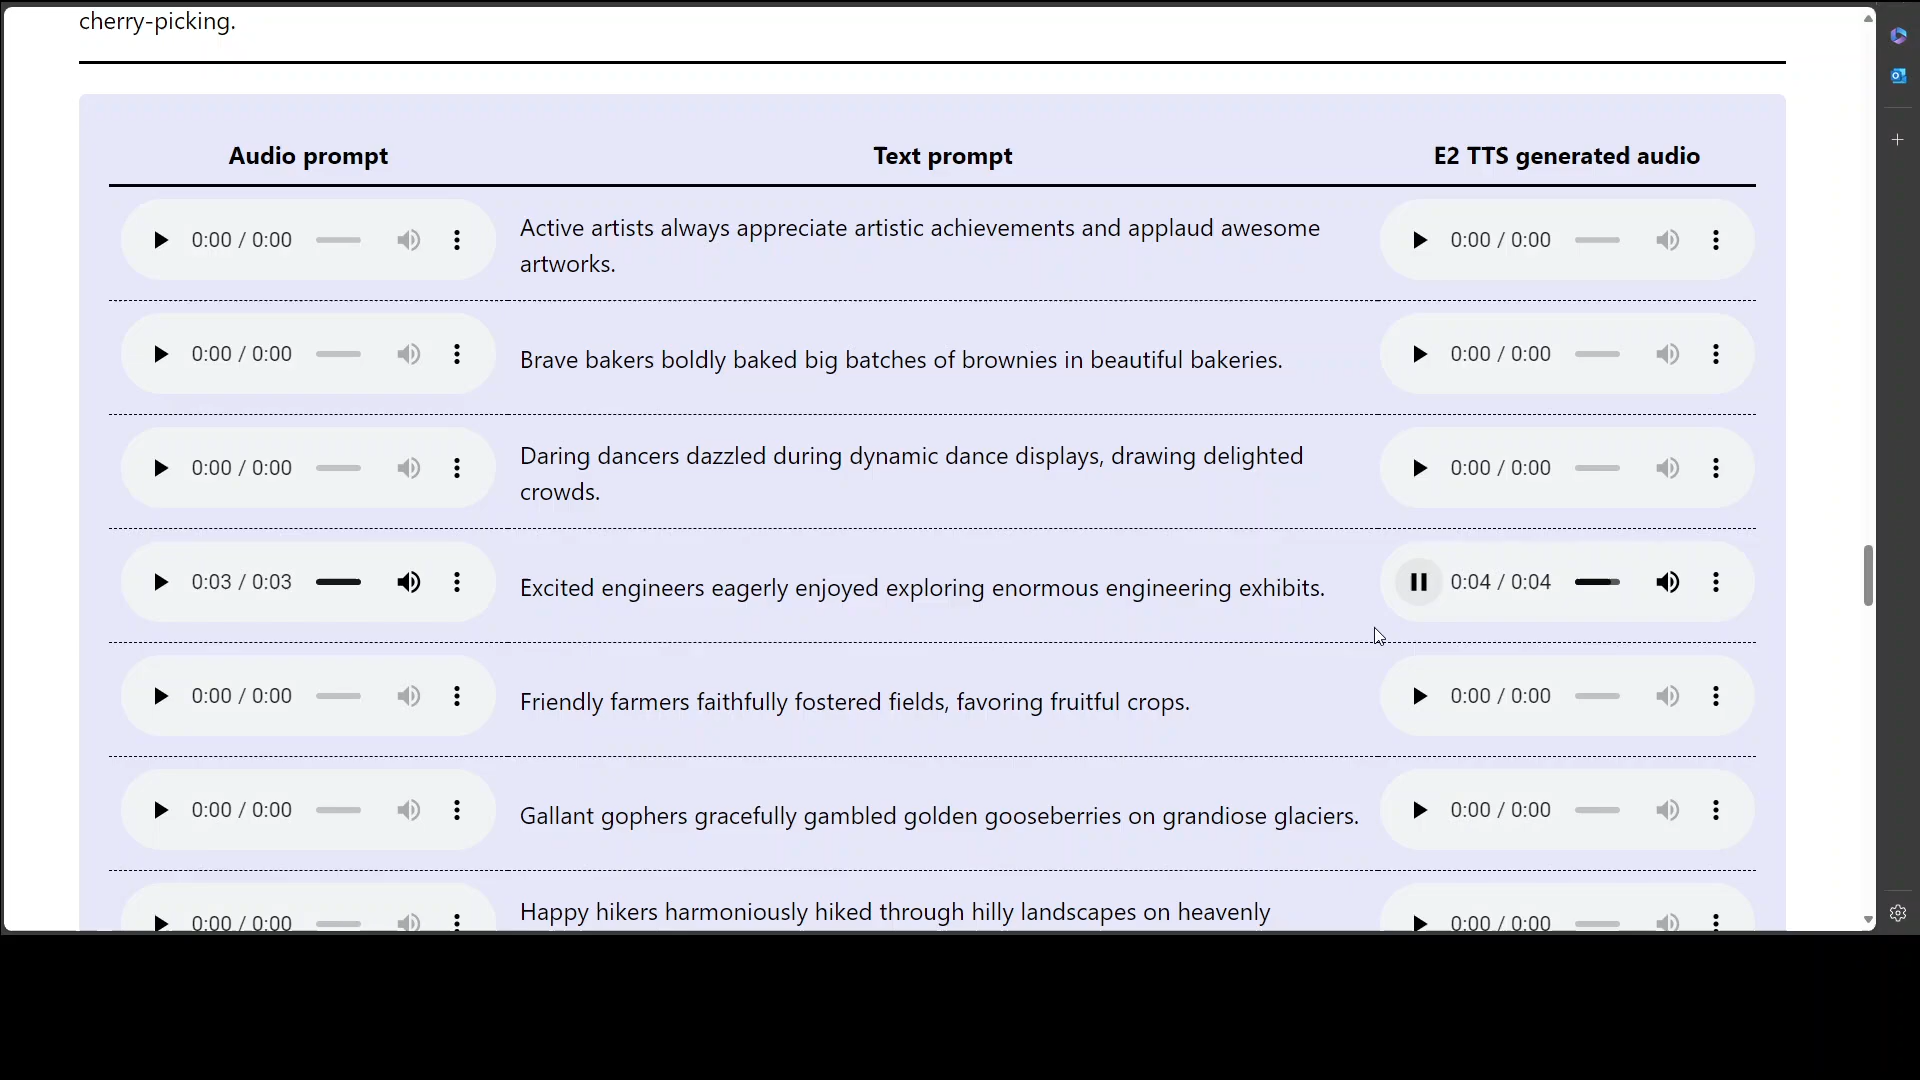 cherry-picking.
Audio prompt Text prompt E2 TTS generated audio
0:00 / 0:00 Active artists always appreciate artistic achievements and applaud awesome 0:00 / 0:00
artworks.
0:00 / 0:00 Brave bakers boldly baked big batches of brownies in beautiful bakeries. 0:00 / 0:00
0:00 / 0:00 Daring dancers dazzled during dynamic dance displays, drawing delighted 0:00 / 0:00
crowds.
0:03 / 0:03 Excited engineers eagerly enjoyed exploring enormous engineering exhibits. 0:04 / 0:04
0:00 / 0:00 Friendly farmers faithfully fostered fields, favoring fruitful crops. 0:00 / 0:00
0:00 / 0:00 Gallant gophers gracefully gambled golden gooseberries on grandiose glaciers. 0:00 / 0:00
0:00 / 0:00 Happy hikers harmoniously hiked through hilly landscapes on heavenly 0:00 / 0:00